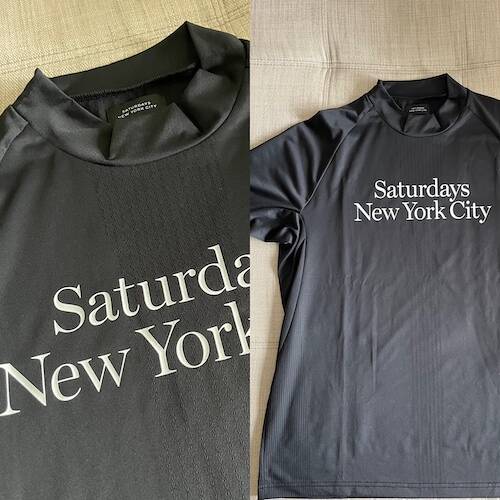 SATURDAYS
NEW YORK CITY
Saturda
New York
Saturdays
New York City